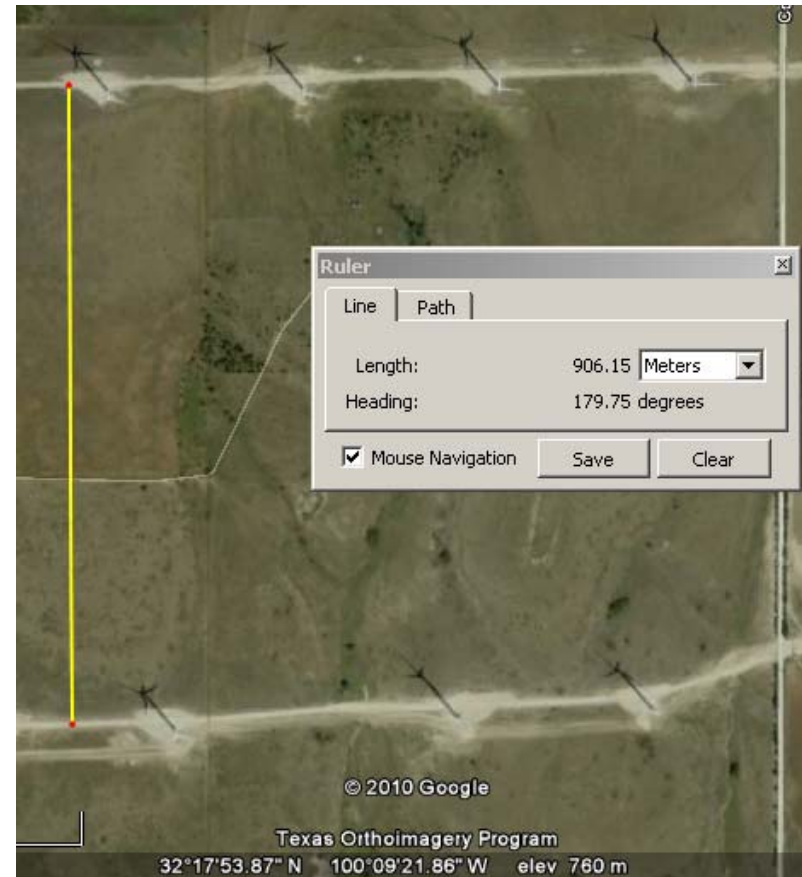 Ruler
Line Path
Length: 906.15 Meters
Heading: 179.75 degrees
Mouse Navigation Save Clear
© 2010 Google
Texas Orthoimagery Program
32°17'53.87" N 100°09'21.86" W elev 760 m